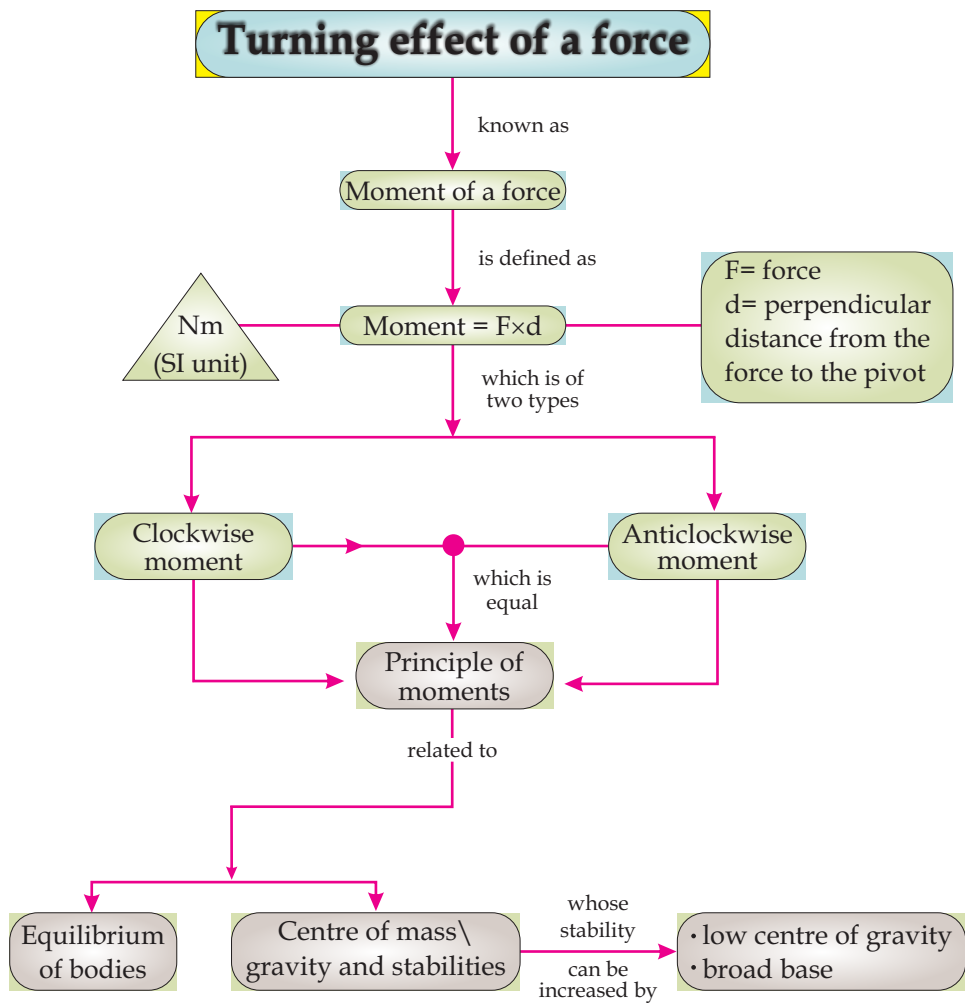 Turning effect of a force
known as
Moment of a force
is defined as
Nm
(SI unit)
Moment = F×d
F= force
d= perpendicular
distance from the
force to the pivot
which is of
two types
Clockwise
moment
Anticlockwise
moment
which is
equal
Principle of
moments
related to
Equilibrium
of bodies
Centre of mass\
gravity and stabilities
whose
stability
can be
increased by
· low centre of gravity
· broad base